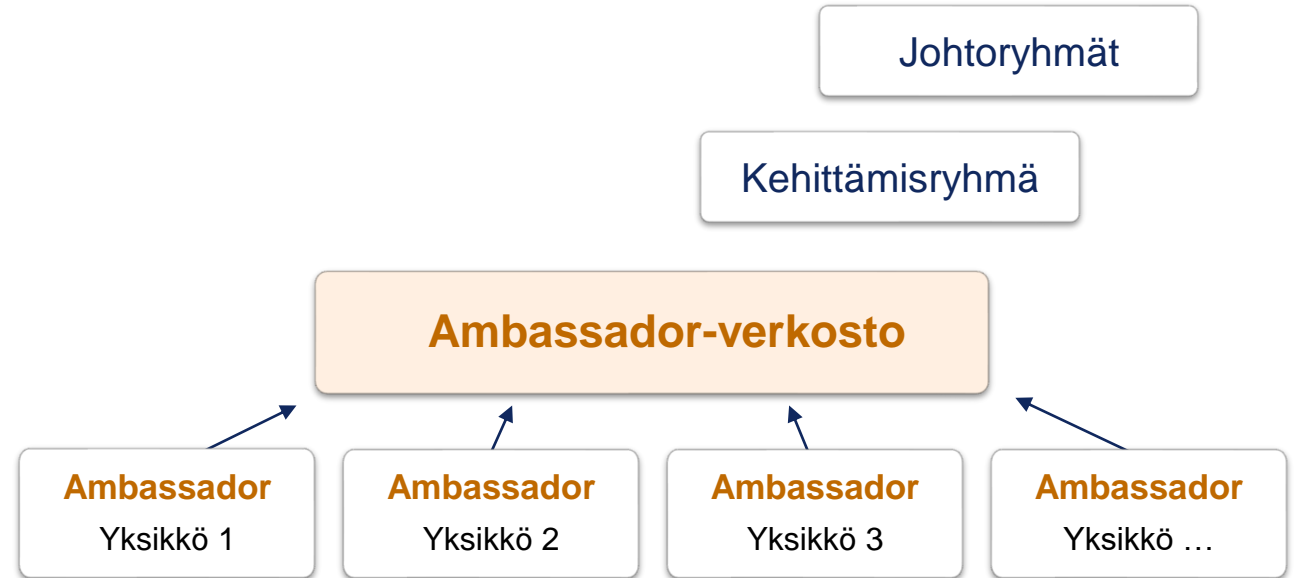 Johtoryhmät
Kehittämisryhmä
Ambassador-verkosto
Ambassador
Yksikkö 1
Ambassador
Yksikkö 2
Ambassador
Yksikkö 3
Ambassador
Yksikkö …